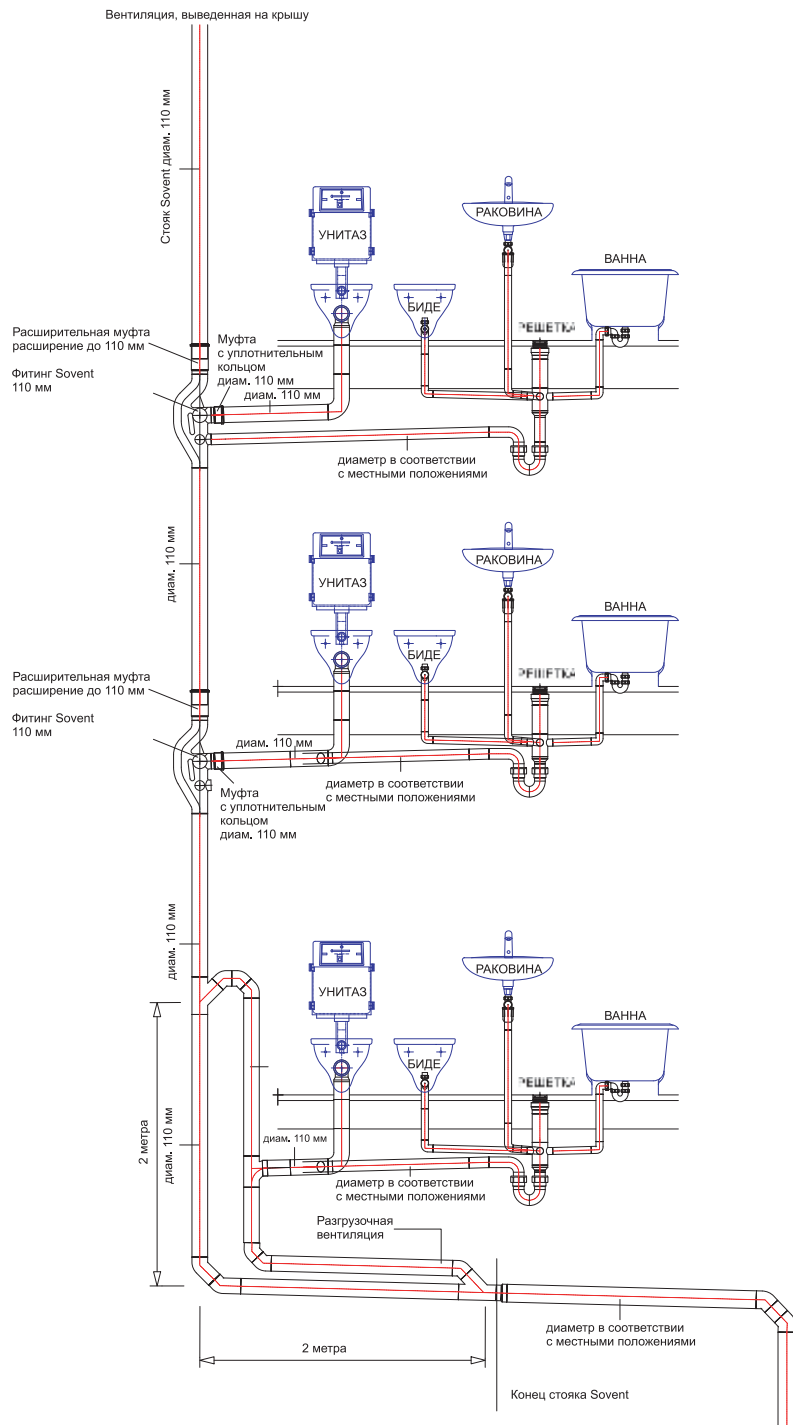 Вентиляция, выведенная на крышу
Стояк Sovent диам. 110 мм
УНИТАЗ
РАКОВИНА
ВАННА
БИДЕ
РЕШЕТКА
Расширительная муфта
расширение до 110 мм
Фитинг Sovent
110 мм
Муфта
с уплотнительным
кольцом
диам. 110 мм
диам. 110 мм
диаметр в соответствии
с местными положениями
диам. 110 мм
УНИТАЗ
РАКОВИНА
ВАННА
БИДЕ
РЕШЕТКА
Расширительная муфта
расширение до 110 мм
Фитинг Sovent
110 мм
диам. 110 мм
диаметр в соответствии
с местными положениями
Муфта
с уплотнительным
кольцом
диам. 110 мм
диам. 110 мм
УНИТАЗ
РАКОВИНА
ВАННА
БИДЕ
РЕШЕТКА
2 метра
диам. 110 мм
диам. 110 мм
диаметр в соответствии
с местными положениями
Разгрузочная
вентиляция
диаметр в соответствии
с местными положениями
2 метра
Конец стояка Sovent